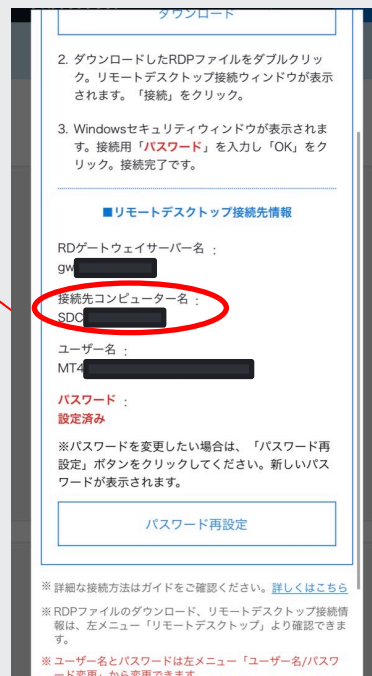 ダウンロード
2. ダウンロードしたRDPファイルをダブルクリッ
ク。リモートデスクトップ接続ウィンドウが表示
されます。「接続」をクリック。
3. Windowsセキュリティウィンドウが表示されま
す。接続用「パスワード」を入力し「OK」をク
リック。接続完了です。
■リモートデスクトップ接続先情報
RDゲートウェイサーバー名 :
gw
接続先コンピューター名 :
SDC
ユーザー名 :
MT4
パスワード :
設定済み
※パスワードを変更したい場合は、「パスワード再
設定」ボタンをクリックしてください。新しいパス
ワードが表示されます。
パスワード再設定
※ 詳細な接続方法はガイドをご確認ください。詳しくはこちら
※ RDPファイルのダウンロード、リモートデスクトップ接続情
報は、左メニュー「リモートデスクトップ」より確認できま
す。
※ ユーザー名とパスワードは左メニュー「ユーザー名/パスワ
ード変更」から変更できます。